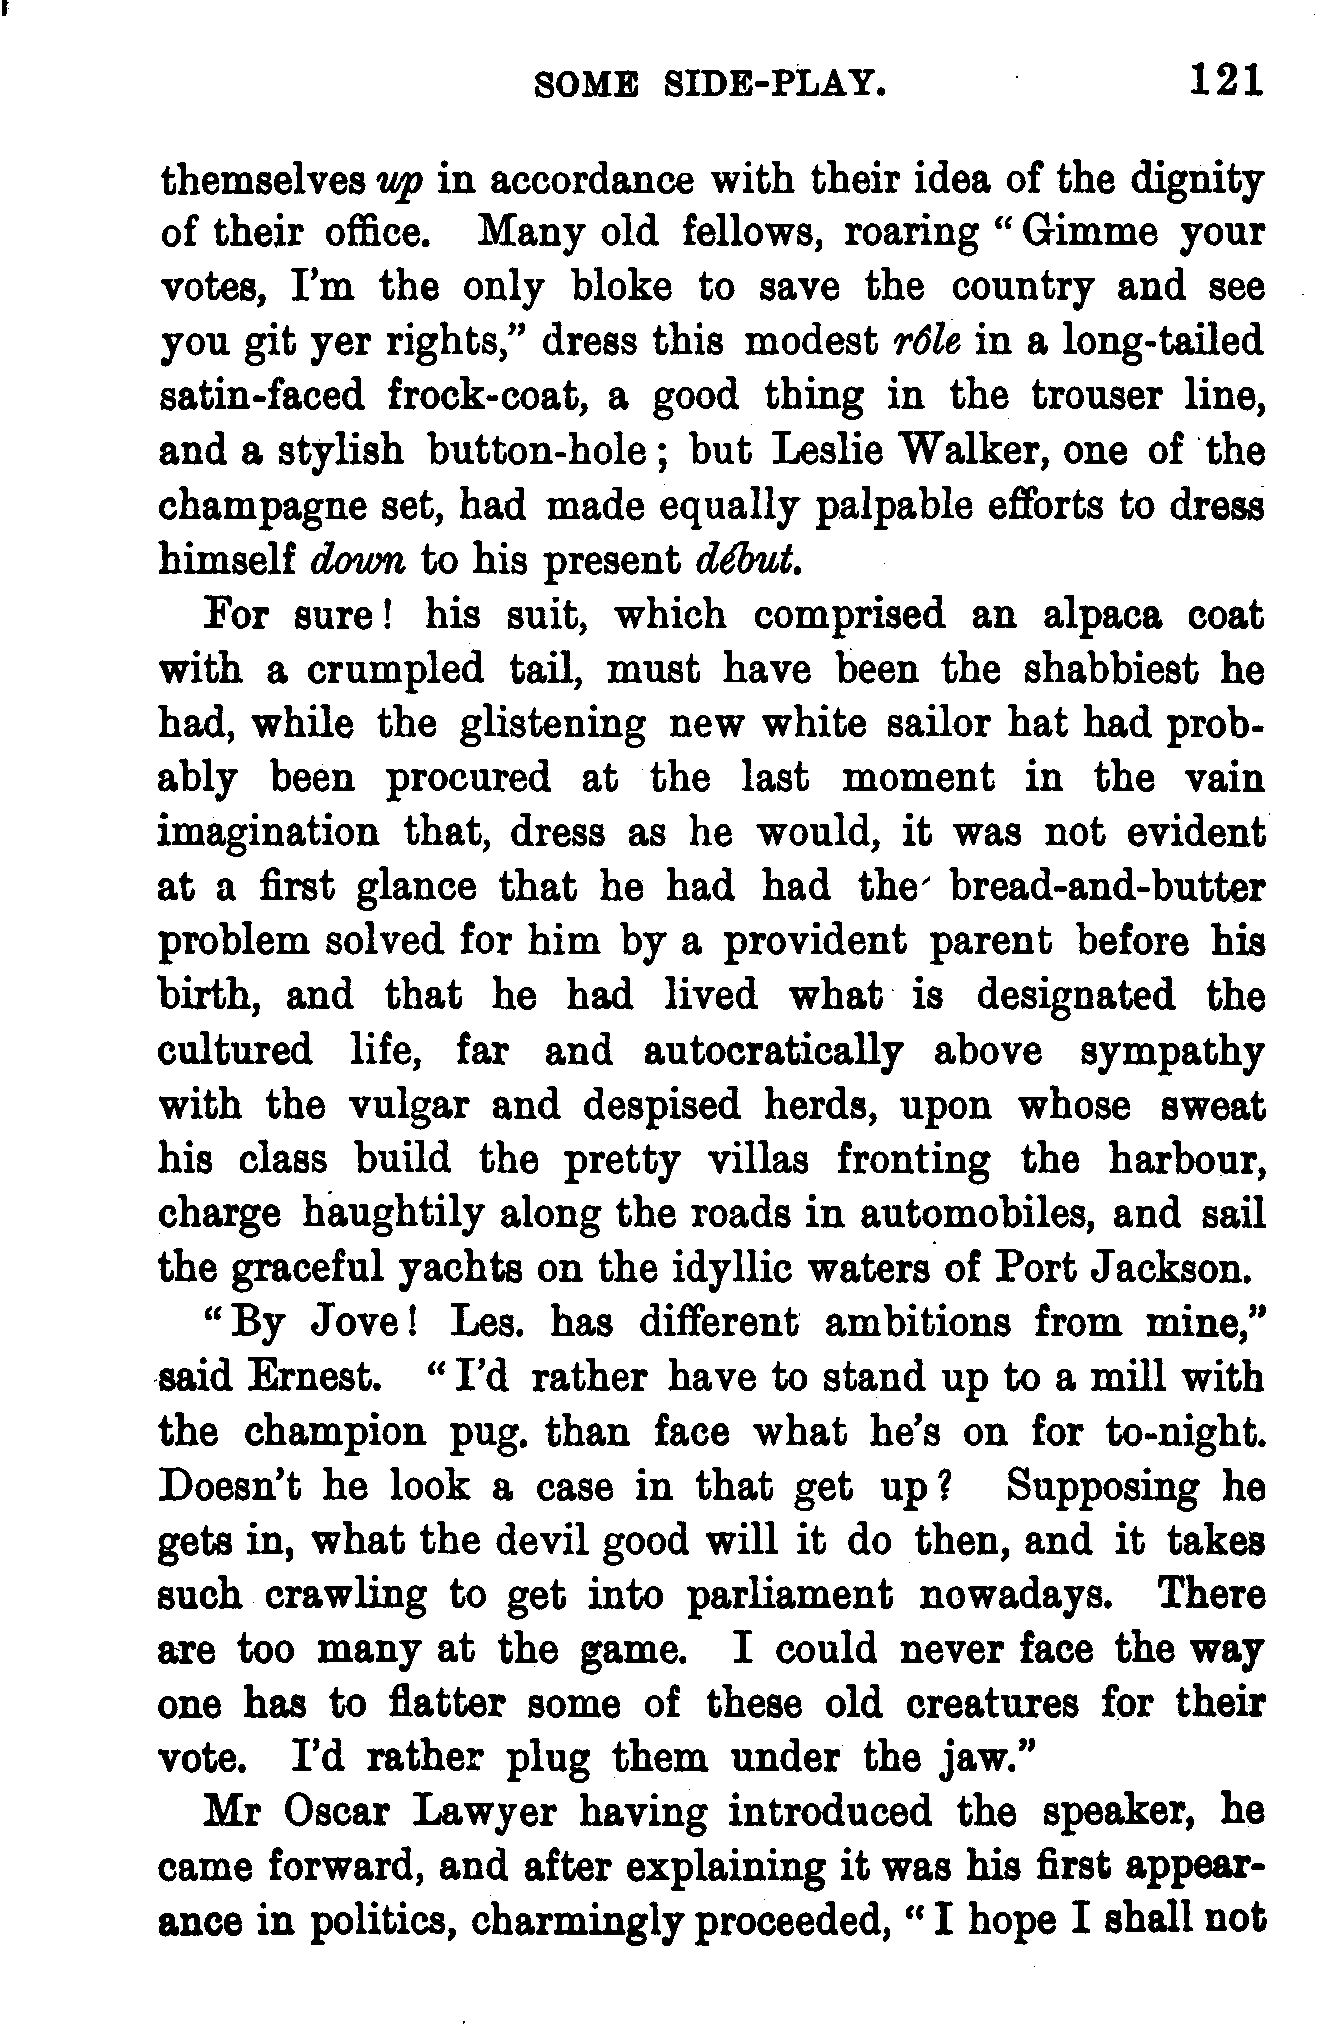 SOME SIDE-PLAY. 121
themselves up in accordance with their idea of the dignity
of their office. Many old fellows, roaring “Gimme your
votes, I'm the only bloke to save the country and see
you git yer rights,” dress this modest rôle in a long-tailed
satin-faced frock-coat, a good thing in the trouser line,
and a stylish button-hole; but Leslie Walker, one of the
champagne set, had made equally palpable efforts to dress
himself down to his present début.
For sure! his suit, which comprised an alpaca coat
with a crumpled tail, must have been the shabbiest he
had, while the glistening new white sailor hat had prob-
ably been procured at the last moment in the vain
imagination that, dress as he would, it was not evident
at a first glance that he had had the bread-and-butter
problem solved for him by a provident parent before his
birth, and that he had lived what is designated the
cultured life, far and autocratically above sympathy
with the vulgar and despised herds, upon whose sweat
his class build the pretty villas fronting the harbour,
charge haughtily along the roads in automobiles, and sail
the graceful yachts on the idyllic waters of Port Jackson.
“By Jove! Les. has different ambitions from mine,”
said Ernest. “I'd rather have to stand up to a mill with
the champion pug. than face what he's on for to-night.
Doesn't he look a case in that get up? Supposing he
gets in, what the devil good will it do then, and it takes
such crawling to get into parliament nowadays. There
are too many at the game. I could never face the way
one has to flatter some of these old creatures for their
vote. I'd rather plug them under the jaw.”
Mr Oscar Lawyer having introduced the speaker, he
came forward, and after explaining it was his first appear-
ance in politics, charmingly proceeded, “I hope I shall not